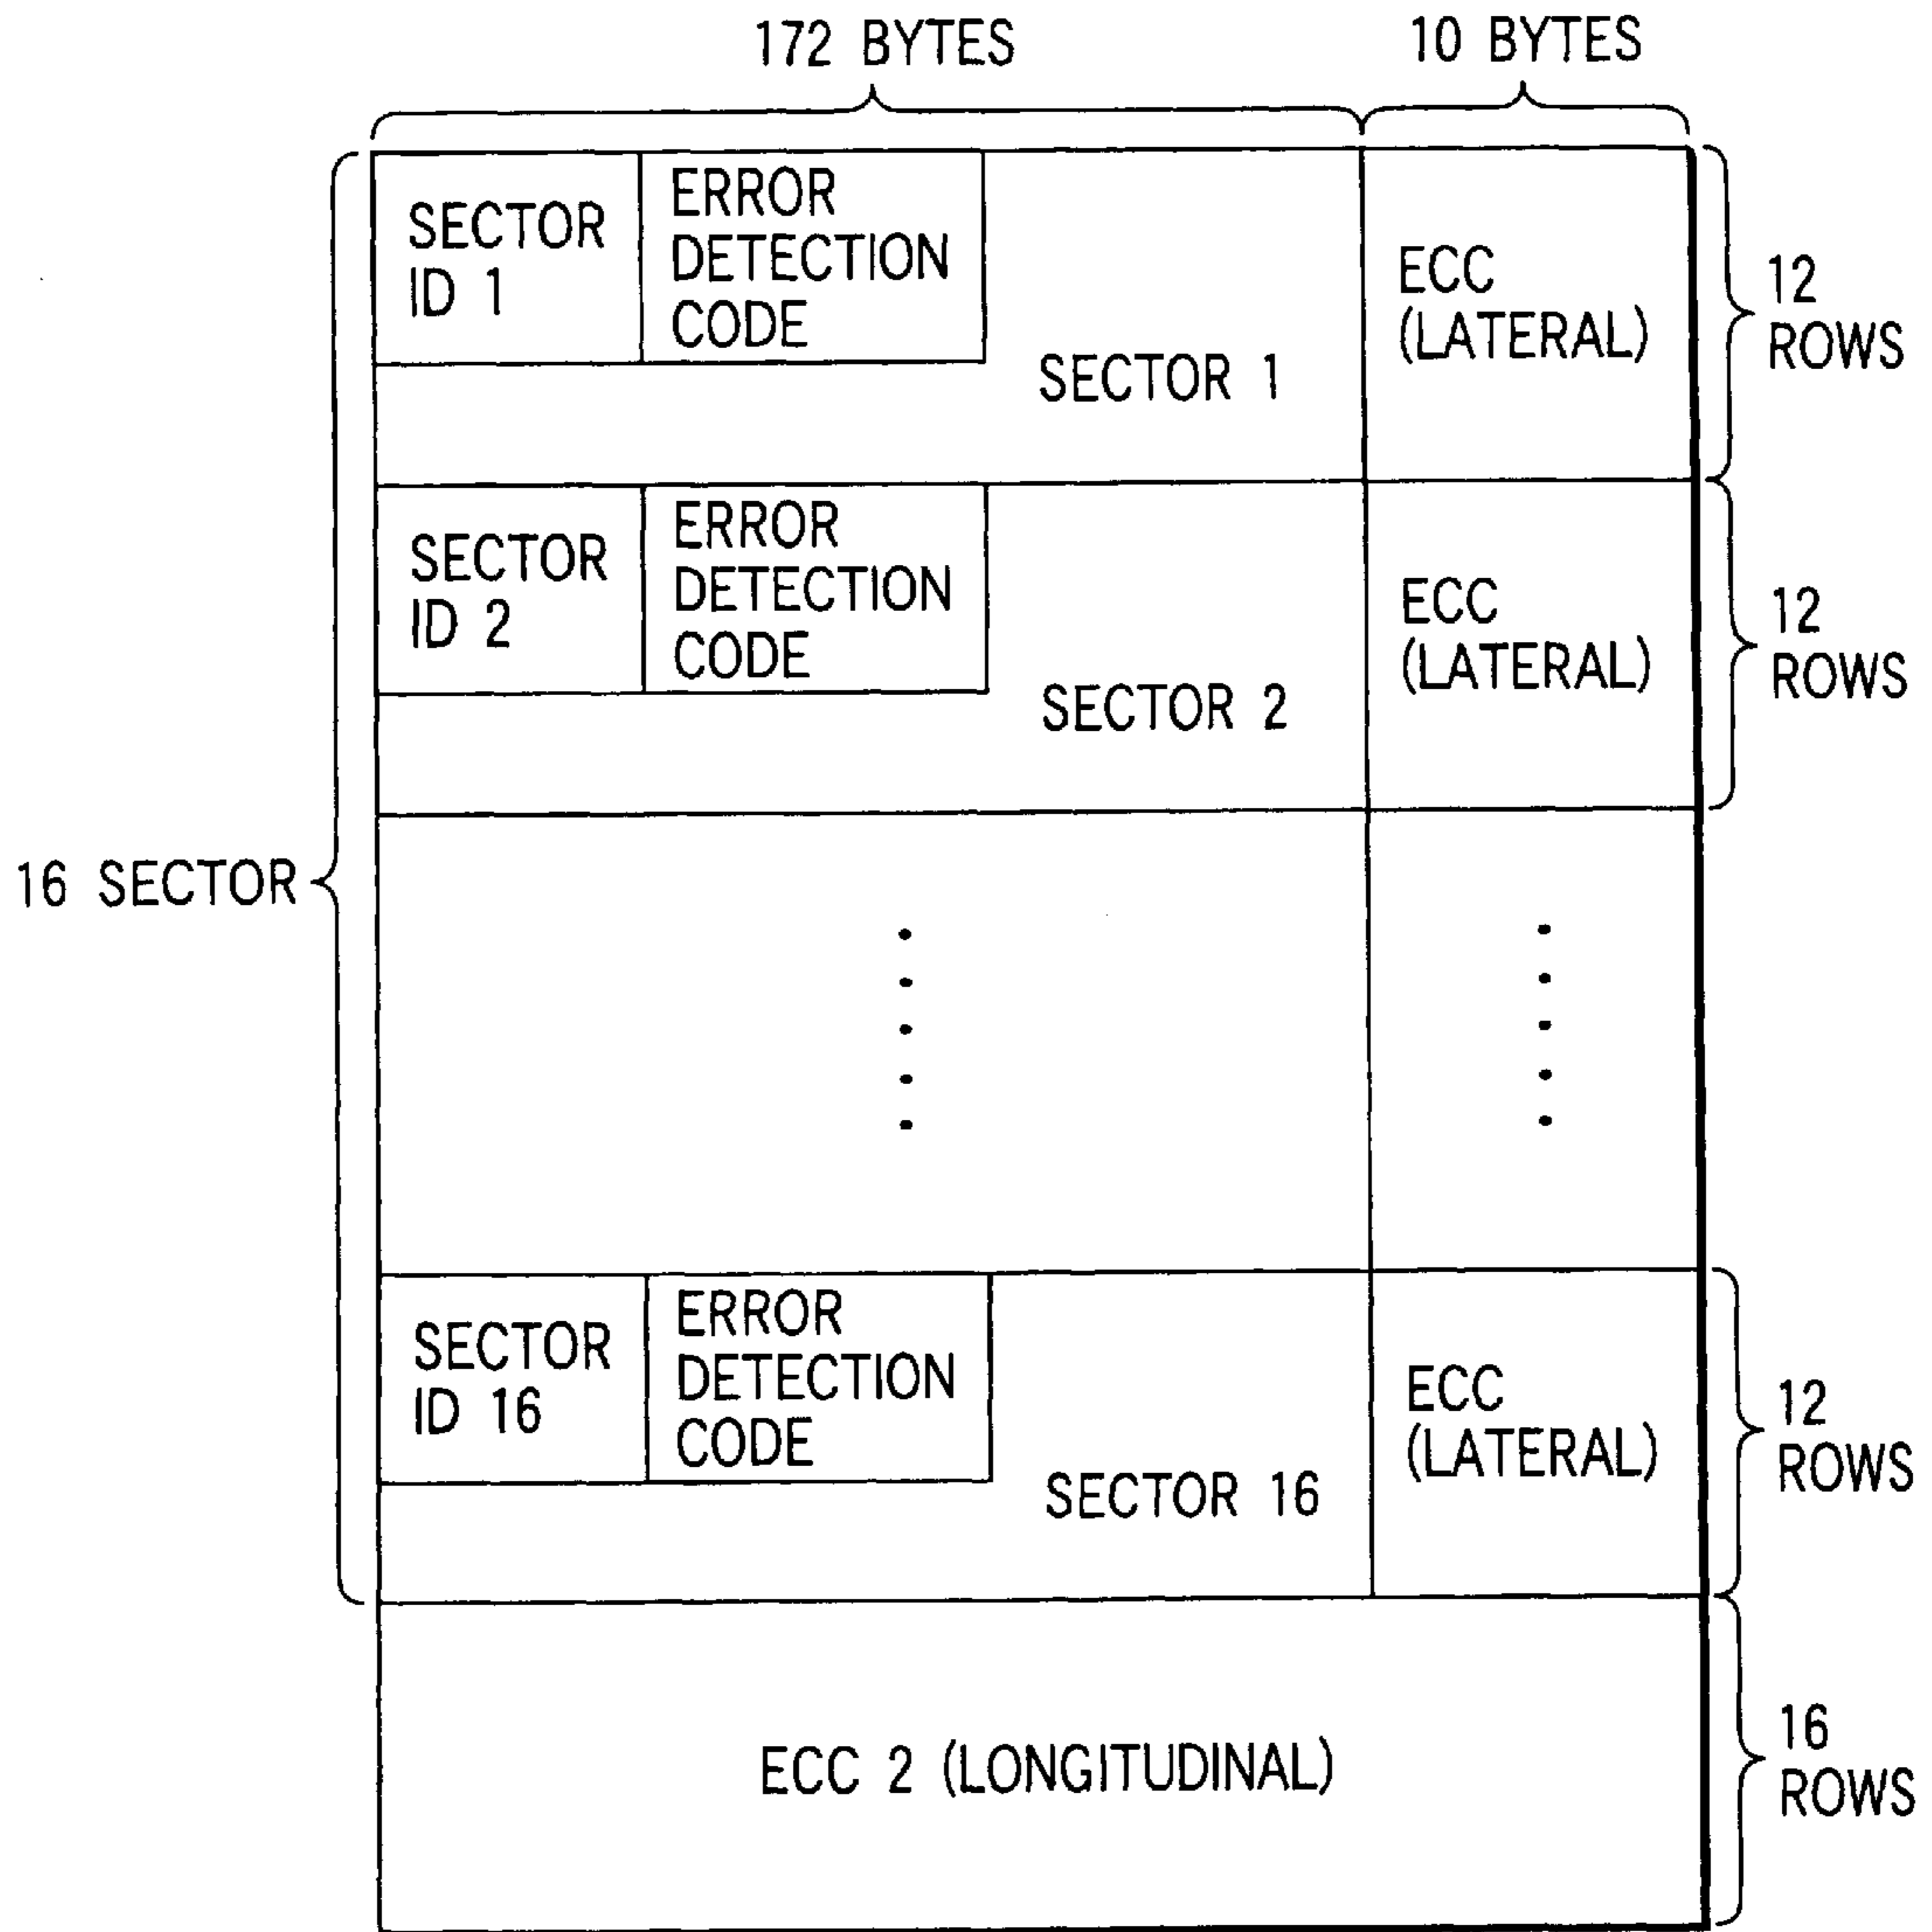 172 BYTES
10 BYTES
SECTOR
ID 1
ERROR
DETECTION
CODE
SECTOR 1
ECC
(LATERAL)
12
ROWS
SECTOR
ID 2
ERROR
DETECTION
CODE
SECTOR 2
ECC
(LATERAL)
12
ROWS
16 SECTOR
SECTOR
ID 16
ERROR
DETECTION
CODE
SECTOR 16
ECC
(LATERAL)
12
ROWS
ECC 2 (LONGITUDINAL)
16
ROWS